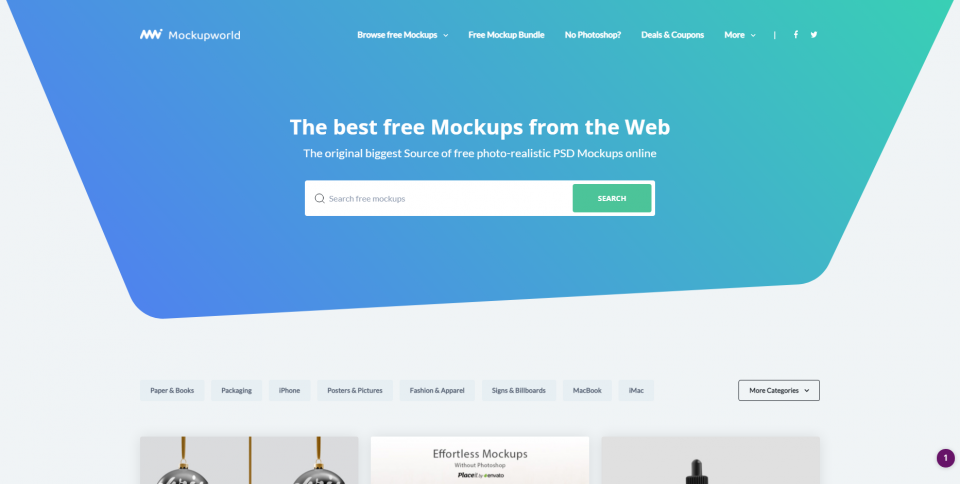 Mockupworld
Browse free Mockups Free Mockup Bundle No Photoshop? Deals & Coupons More |
The best free Mockups from the Web
The original biggest Source of free photo-realistic PSD Mockups online
Search free mockups SEARCH
Paper & Books Packaging iPhone Posters & Pictures Fashion & Apparel Signs & Billboards MacBook iMac More Categories
Effortless Mockups
Without Photoshop
Placeit by envato
1